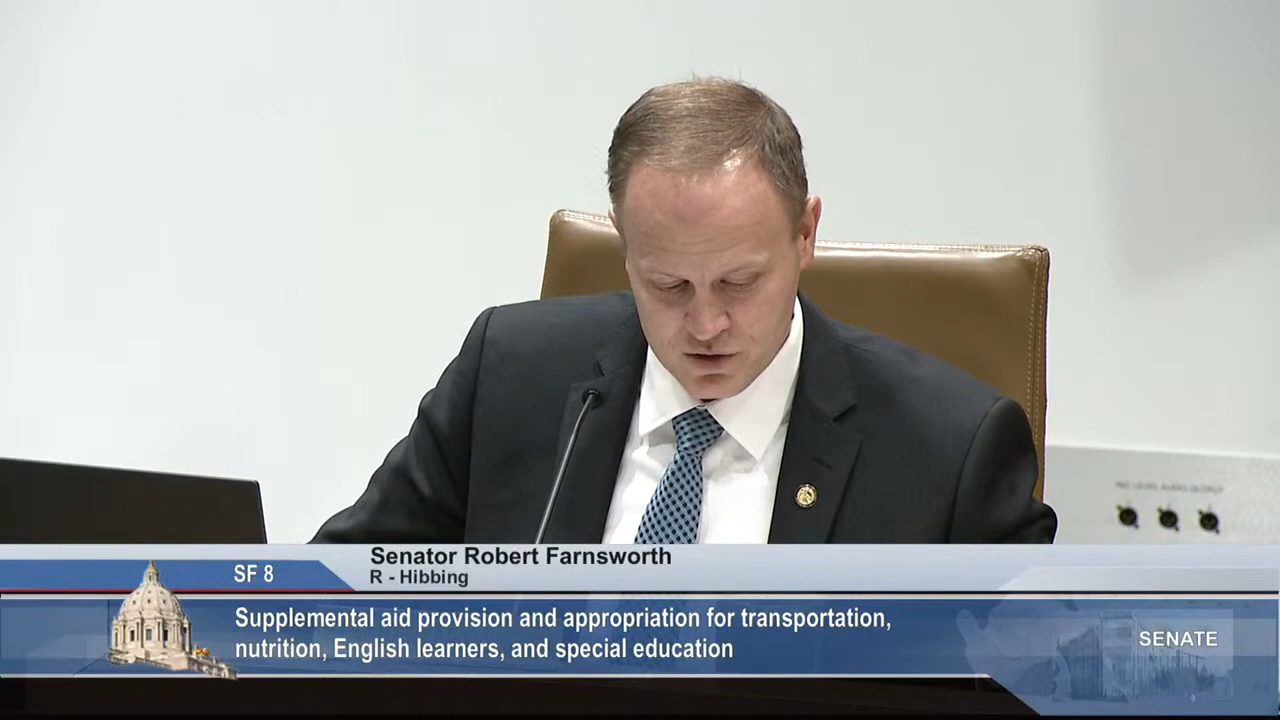 Senator Robert Farnsworth
R - Hibbing
SF 8
Supplemental aid provision and appropriation for transportation,
nutrition, English learners, and special education
SENATE